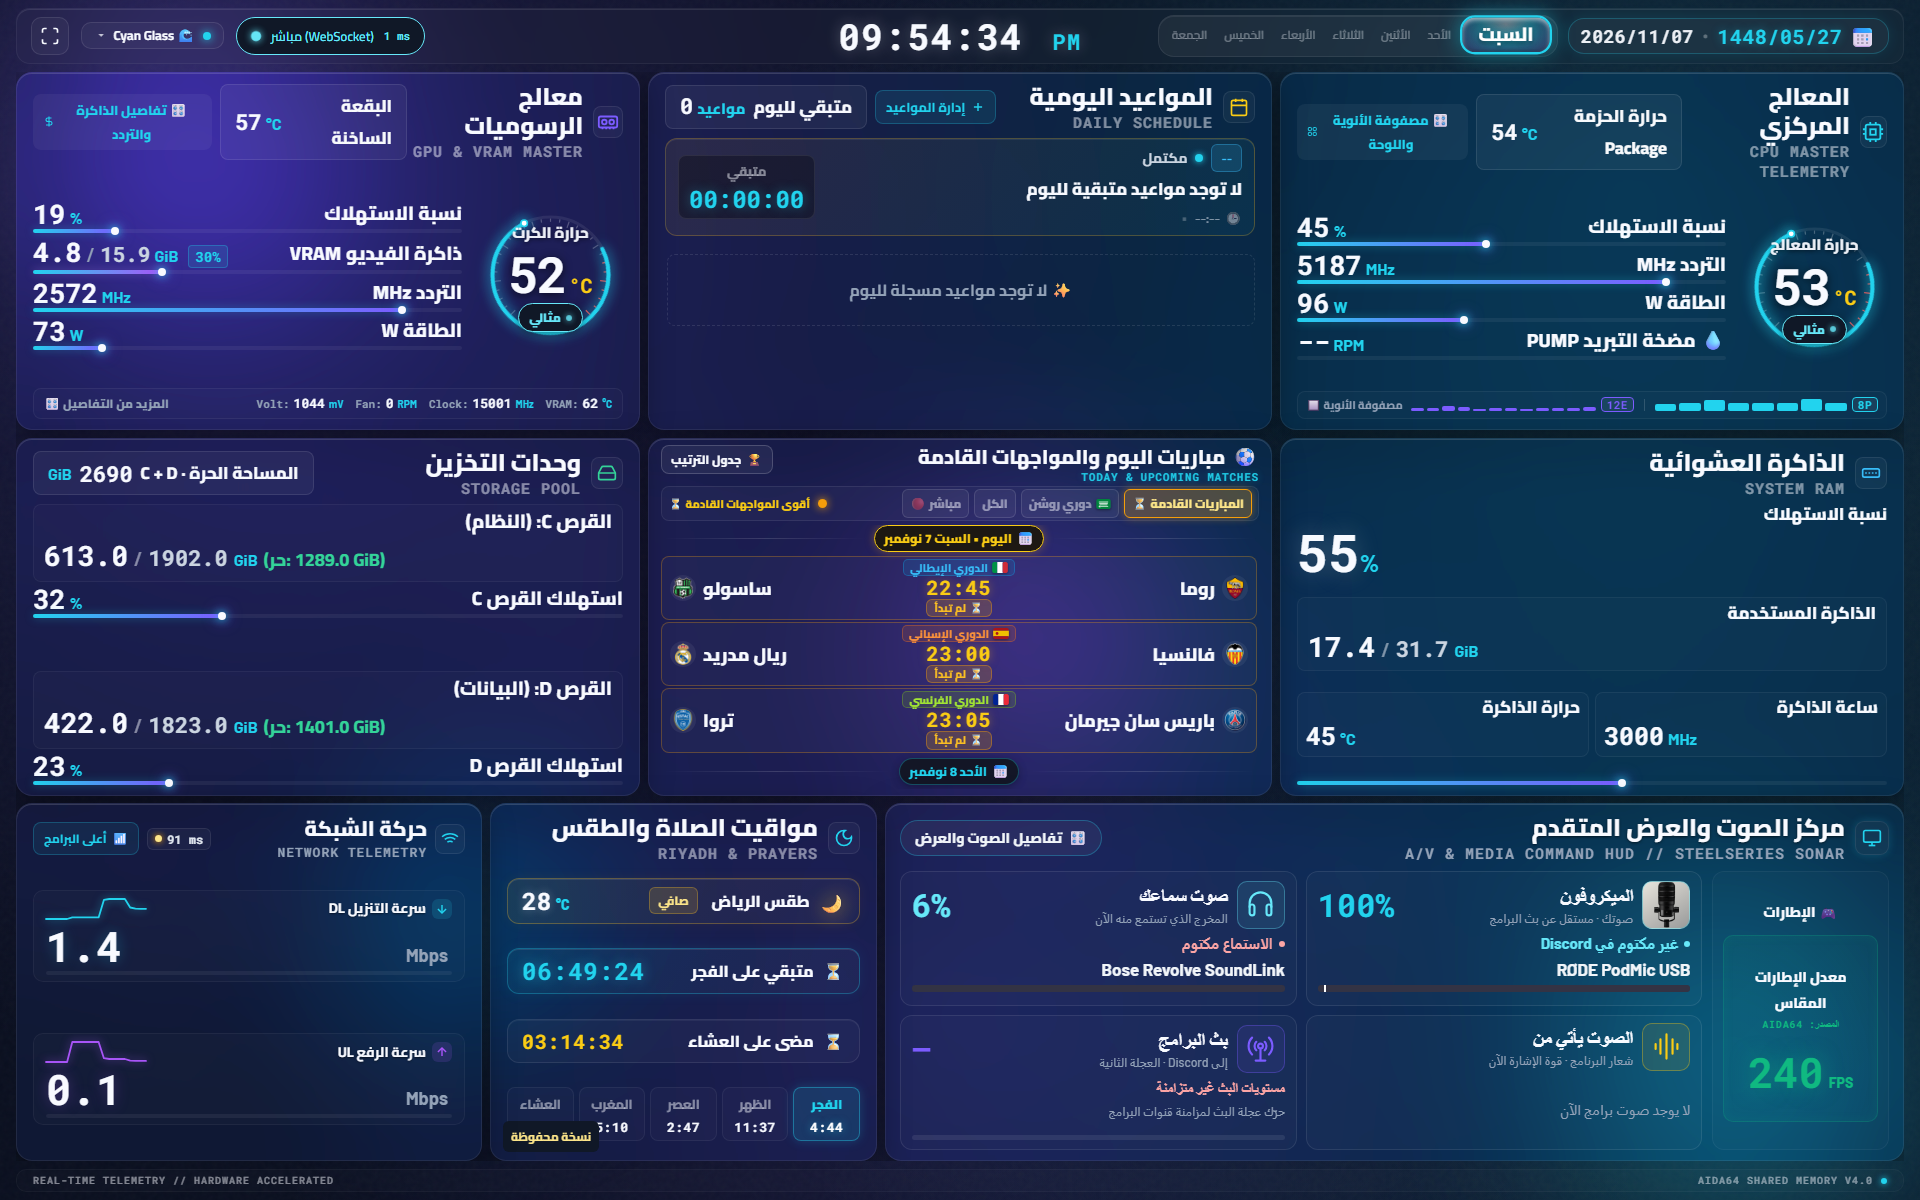 2026/11/07 • 1448/05/27
السبت الأحد الأثنين الثلاثاء الأربعاء الخميس الجمعة
09:54:34 PM
مباشر (WebSocket) 1 ms
Cyan Glass
المعالج المركزي
CPU MASTER TELEMETRY
حرارة الحزمة Package
54 °C
مصفوفة الأنوية واللوحة
حرارة المعالج
53 °C
مثالي
نسبة الاستهلاك
45 %
التردد MHz
5187 MHz
الطاقة W
96 W
مضخة التبريد PUMP
-- RPM
مصفوفة الأنوية
12E
8P
المواعيد اليومية
DAILY SCHEDULE
+ إدارة المواعيد
متبقي لليوم 0 مواعيد
--
مكتمل
لا توجد مواعيد متبقية لليوم
--:--
متبقي
00:00:00
لا توجد مواعيد مسجلة لليوم
معالج الرسوميات
GPU & VRAM MASTER
البقعة الساخنة
57 °C
تفاصيل الذاكرة والتردد
$
حرارة الكرت
52 °C
مثالي
نسبة الاستهلاك
19 %
ذاكرة الفيديو VRAM
4.8 / 15.9 GiB 30%
التردد MHz
2572 MHz
الطاقة W
73 W
المزيد من التفاصيل
Volt: 1044 mV Fan: 0 RPM Clock: 15001 MHz VRAM: 62 °C
الذاكرة العشوائية
SYSTEM RAM
نسبة الاستهلاك
55%
الذاكرة المستخدمة
17.4 / 31.7 GiB
ساعة الذاكرة
3000 MHz
حرارة الذاكرة
45 °C
مباريات اليوم والمواجهات القادمة
TODAY & UPCOMING MATCHES
جدول الترتيب
المباريات القادمة
دوري روشن
الكل
مباشر
أقوى المواجهات القادمة
اليوم • السبت 7 نوفمبر
الدوري الإيطالي
روما 22:45 ساسولو
لم تبدأ
الدوري الإسباني
فالنسيا 23:00 ريال مدريد
لم تبدأ
الدوري الفرنسي
باريس سان جيرمان 23:05 تروا
لم تبدأ
الأحد 8 نوفمبر
وحدات التخزين
STORAGE POOL
المساحة الحرة · C + D 2690 GiB
القرص C: (النظام)
613.0 / 1902.0 GiB (حر: 1289.0 GiB)
استهلاك القرص C
32 %
القرص D: (البيانات)
422.0 / 1823.0 GiB (حر: 1401.0 GiB)
استهلاك القرص D
23 %
مركز الصوت والعرض المتقدم
A/V & MEDIA COMMAND HUD // STEELSERIES SONAR
تفاصيل الصوت والعرض
الإطارات
معدل الإطارات المقاس
المصدر: AIDA64
240 FPS
الميكروفون
صوتك · مستقل عن بث البرامج
100%
غير مكتوم في Discord
RØDE PodMic USB
صوت سماعك
المخرج الذي تستمع منه الآن
6%
الاستماع مكتوم
Bose Revolve SoundLink
الصوت يأتي من
شعار البرنامج · قوة الإشارة الآن
لا يوجد صوت برامج الآن
بث البرامج
إلى Discord · العجلة الثانية
—
مستويات البث غير متزامنة
حرّك عجلة البث لمزامنة قنوات البرامج
مواقيت الصلاة والطقس
RIYADH & PRAYERS
طقس الرياض
صافي
28 °C
متبقي على الفجر
06:49:24
مضى على العشاء
03:14:34
الفجر الظهر العصر المغرب العشاء
4:44 11:37 2:47 5:10
نسخة محفوظة
حركة الشبكة
NETWORK TELEMETRY
91 ms
أعلى البرامج
سرعة التنزيل DL
1.4 Mbps
سرعة الرفع UL
0.1 Mbps
REAL-TIME TELEMETRY // HARDWARE ACCELERATED
AIDA64 SHARED MEMORY V4.0